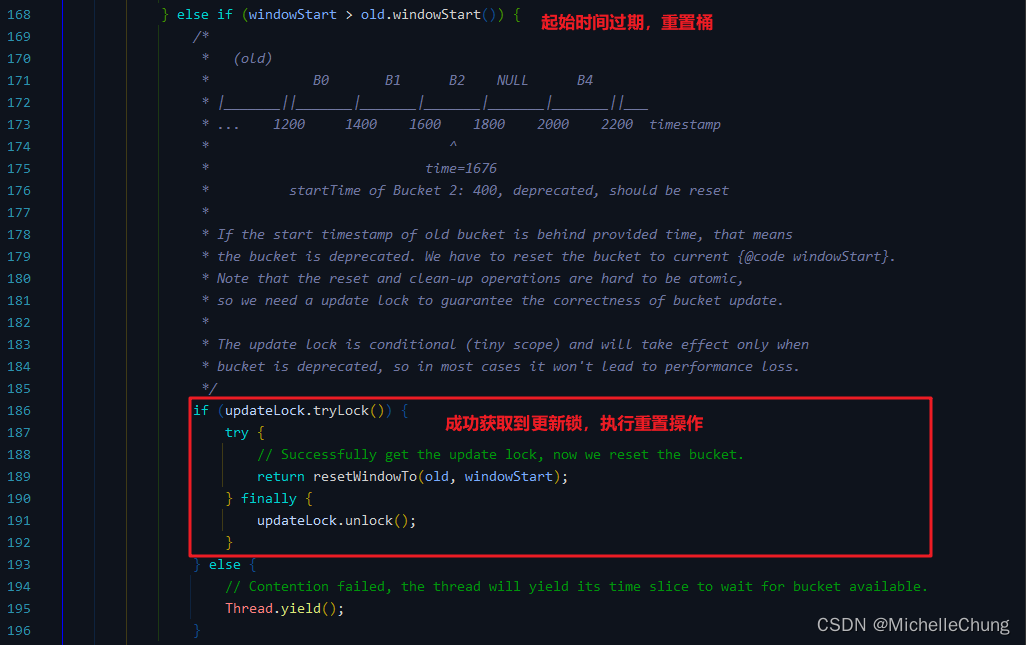 168 } else if (windowStart > old.windowStart()) { 起始时间过期，重置桶
169 /*
170 * (old)
171 * B0 B1 B2 NULL B4
172 * |_______||_______|_______|_______|_______|_______||___
173 * ... 1200 1400 1600 1800 2000 2200 timestamp
174 * ^
175 * time=1676
176 * startTime of Bucket 2: 400, deprecated, should be reset
177 *
178 * If the start timestamp of old bucket is behind provided time, that means
179 * the bucket is deprecated. We have to reset the bucket to current {@code windowStart}.
180 * Note that the reset and clean-up operations are hard to be atomic,
181 * so we need a update lock to guarantee the correctness of bucket update.
182 *
183 * The update lock is conditional (tiny scope) and will take effect only when
184 * bucket is deprecated, so in most cases it won't lead to performance loss.
185 */
186 if (updateLock.tryLock()) { 成功获取到更新锁，执行重置操作
187 try {
188 // Successfully get the update lock, now we reset the bucket.
189 return resetWindowTo(old, windowStart);
190 } finally {
191 updateLock.unlock();
192 }
193 } else {
194 // Contention failed, the thread will yield its time slice to wait for bucket available.
195 Thread.yield();
196 }
CSDN @MichelleChung